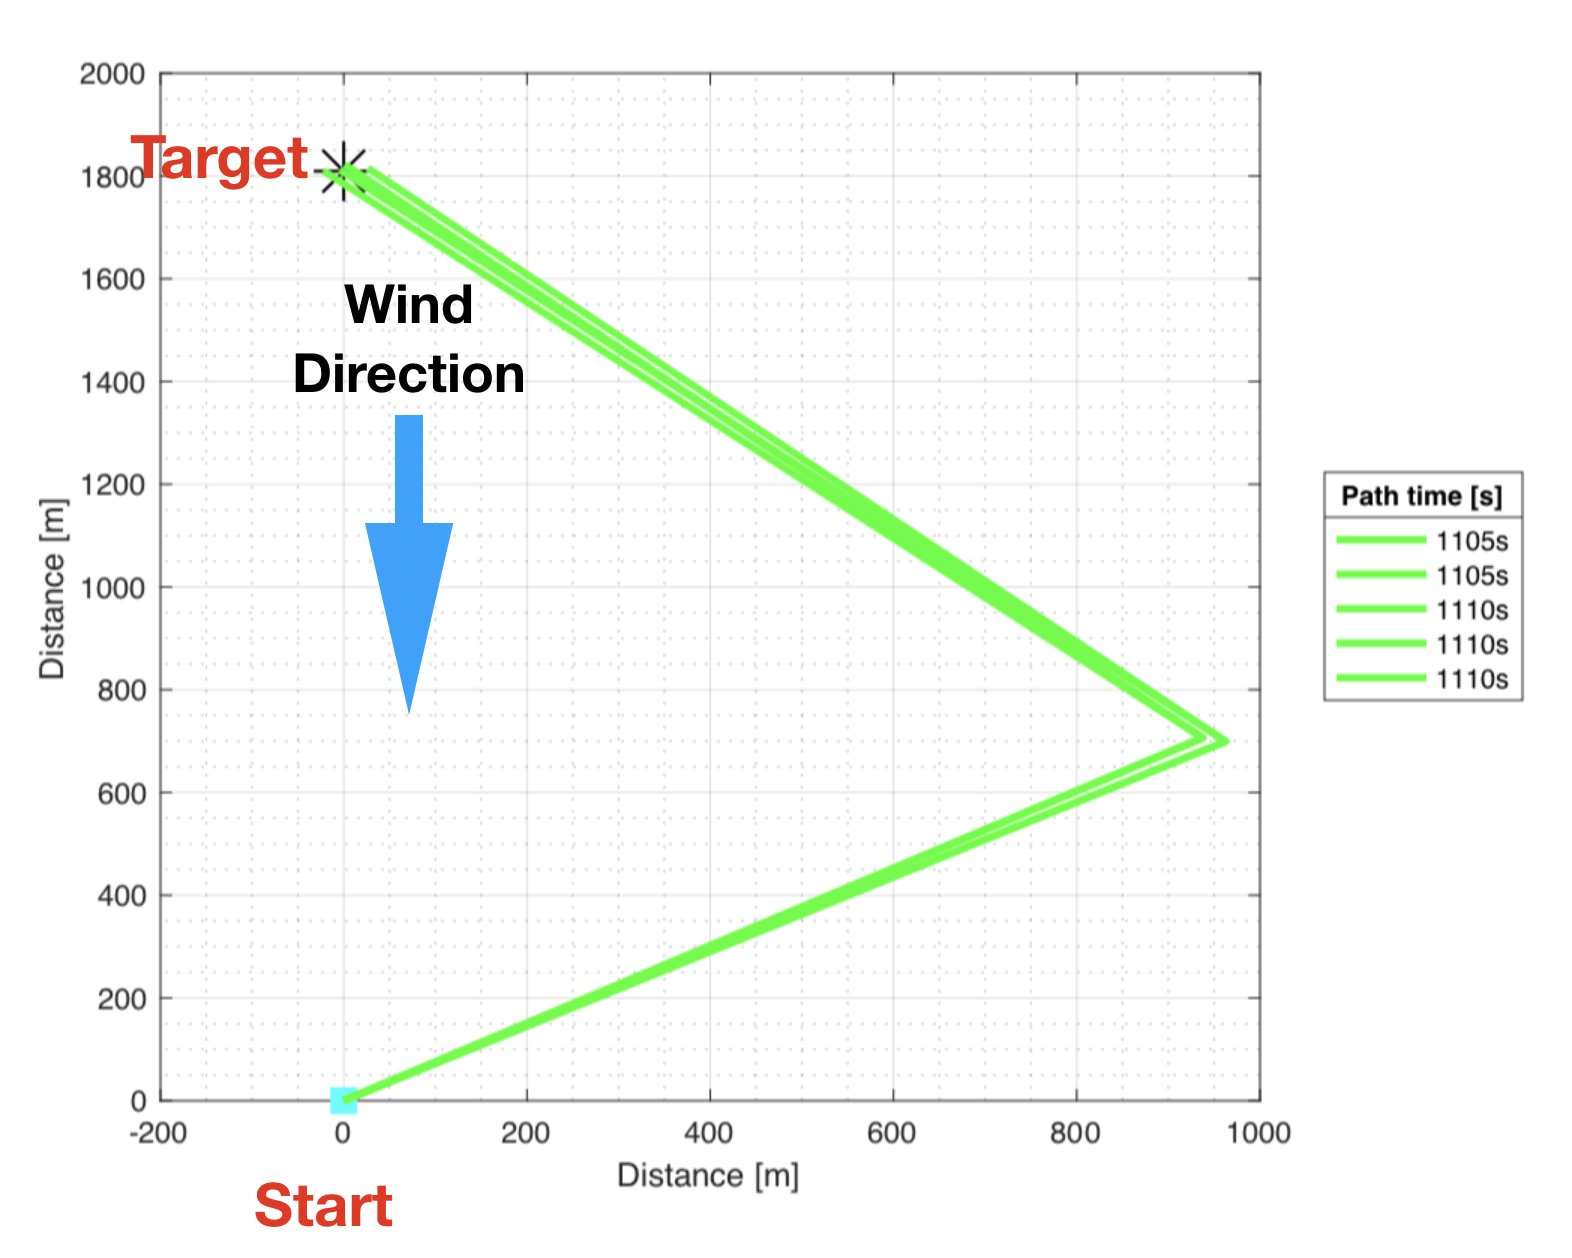 2000
Target
1800
1600
Wind
Direction
1400
1200
1000
800
600
400
200
0
Distance [m]
-200 0 200 400 600 800 1000
Distance [m]
Start
Path time [s]
1105s
1105s
1110s
1110s
1110s